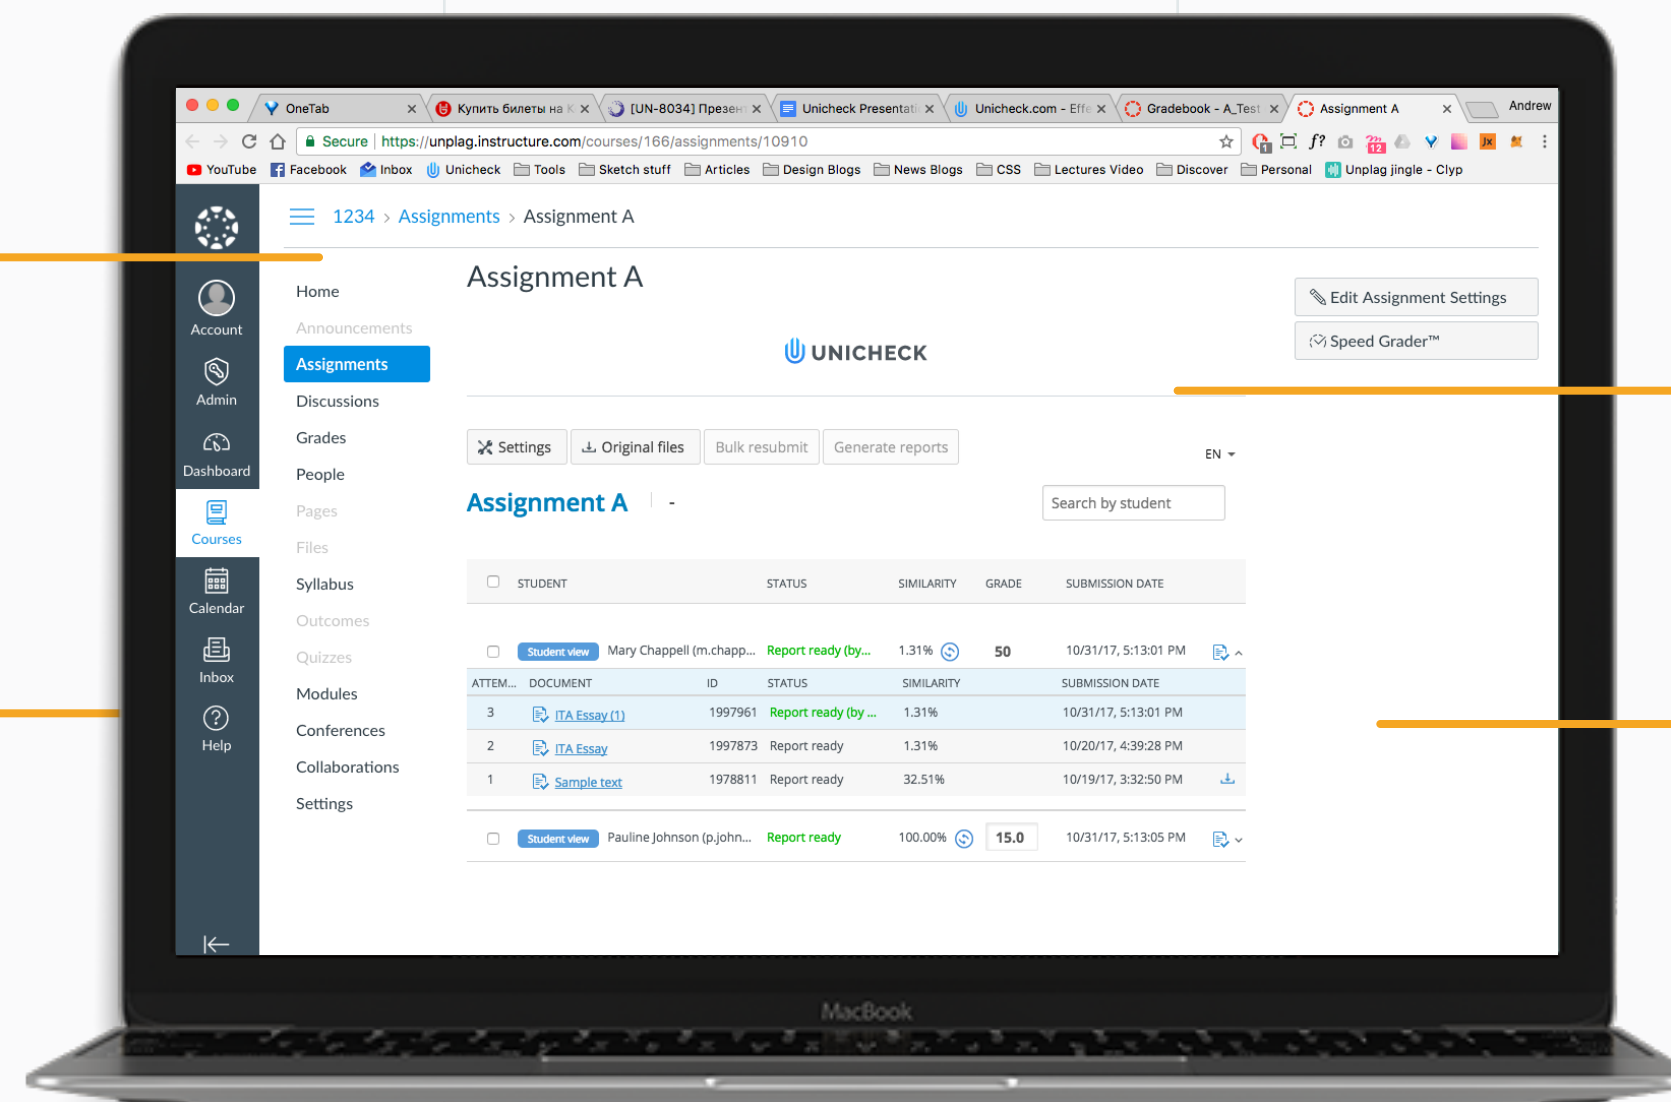 OneTab
Купить билеты на К
[UN-8034] Презен
Unicheck Presentati
Unicheck.com - Effe
Gradebook - A_Test
Assignment A
Andrew
Secure | https://unplag.instructure.com/courses/166/assignments/10910
1
f?
12
Jx
YouTube Facebook Inbox Unicheck Tools Sketch stuff Articles Design Blogs News Blogs CSS Lectures Video Discover Personal Unplag jingle - Clyp
1234 > Assignments > Assignment A
Account
Admin
Dashboard
Courses
Calendar
Inbox
Help
Home
Announcements
Assignments
Discussions
Grades
People
Pages
Files
Syllabus
Outcomes
Quizzes
Modules
Conferences
Collaborations
Settings
Assignment A
Edit Assignment Settings
Speed Grader™
UNICHECK
Settings Original files Bulk resubmit Generate reports
EN
Assignment A | -
Search by student
STUDENT STATUS SIMILARITY GRADE SUBMISSION DATE
Student view Mary Chappell (m.chapp... Report ready (by... 1.31% 50 10/31/17, 5:13:01 PM
ATTEM... DOCUMENT ID STATUS SIMILARITY SUBMISSION DATE
3 ITA Essay (1) 1997961 Report ready (by ... 1.31% 10/31/17, 5:13:01 PM
2 ITA Essay 1997873 Report ready 1.31% 10/20/17, 4:39:28 PM
1 Sample text 1978811 Report ready 32.51% 10/19/17, 3:32:50 PM
Student view Pauline Johnson (p.john... Report ready 100.00% 15.0 10/31/17, 5:13:05 PM
MacBook